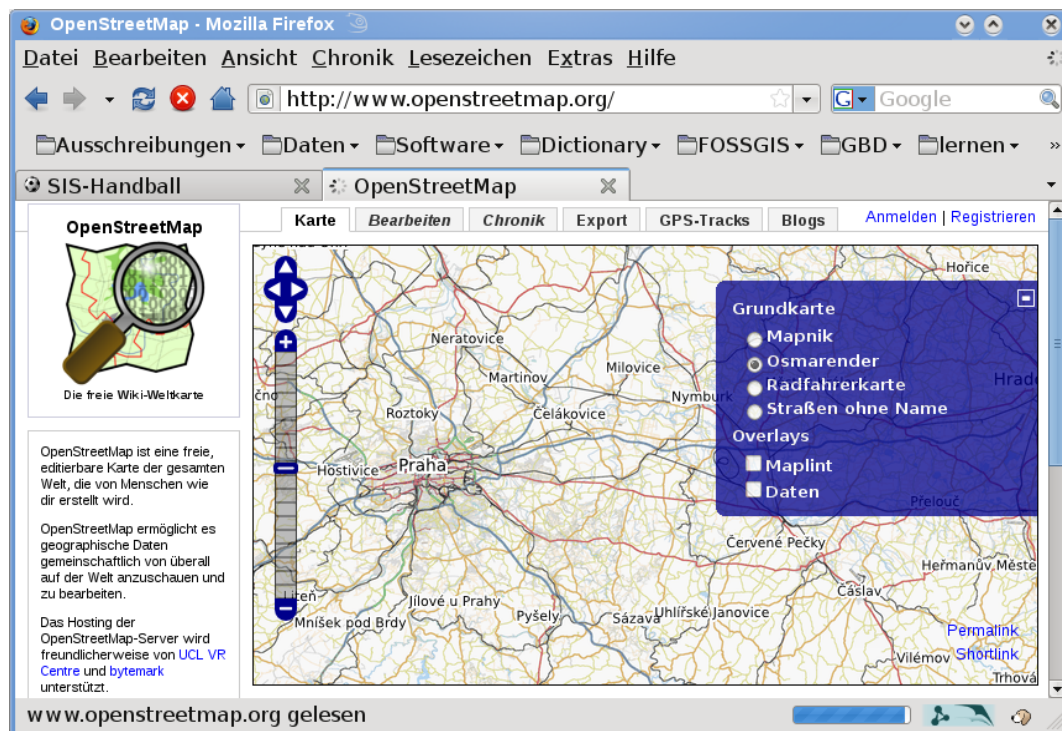 OpenStreetMap - Mozilla Firefox
Datei Bearbeiten Ansicht Chronik Lesezeichen Extras Hilfe
http://www.openstreetmap.org/
G Google
Ausschreibungen Daten Software Dictionary FOSSGIS GBD lernen »
SIS-Handball OpenStreetMap
OpenStreetMap
Die freie Wiki-Weltkarte
OpenStreetMap ist eine freie,
editierbare Karte der gesamten
Welt, die von Menschen wie
dir erstellt wird.
OpenStreetMap ermöglicht es
geographische Daten
gemeinschaftlich von überall
auf der Welt anzuschauen und
zu bearbeiten.
Das Hosting der
OpenStreetMap-Server wird
freundlicherweise von UCL VR
Centre und bytemark
unterstützt.
Karte Bearbeiten Chronik Export GPS-Tracks Blogs Anmelden | Registrieren
Hořice
Neratovice
Martinov
Milovice
Nymburk
Roztoky
Čelákovice
Hostivice
Praha
Grundkarte
Mapnik
Osmarender
Radfahrerkarte
Straßen ohne Name
Overlays
Maplint
Daten
Hrade
Přelouč
Červené Pečky
Heřmanův Měste
Čáslav
Liteň
Jílové u Prahy
Mníšek pod Brdy
Pyšely
Sázava
Uhlířské Janovice
Permalink
Shortlink
Vilémov
Trhová
www.openstreetmap.org gelesen